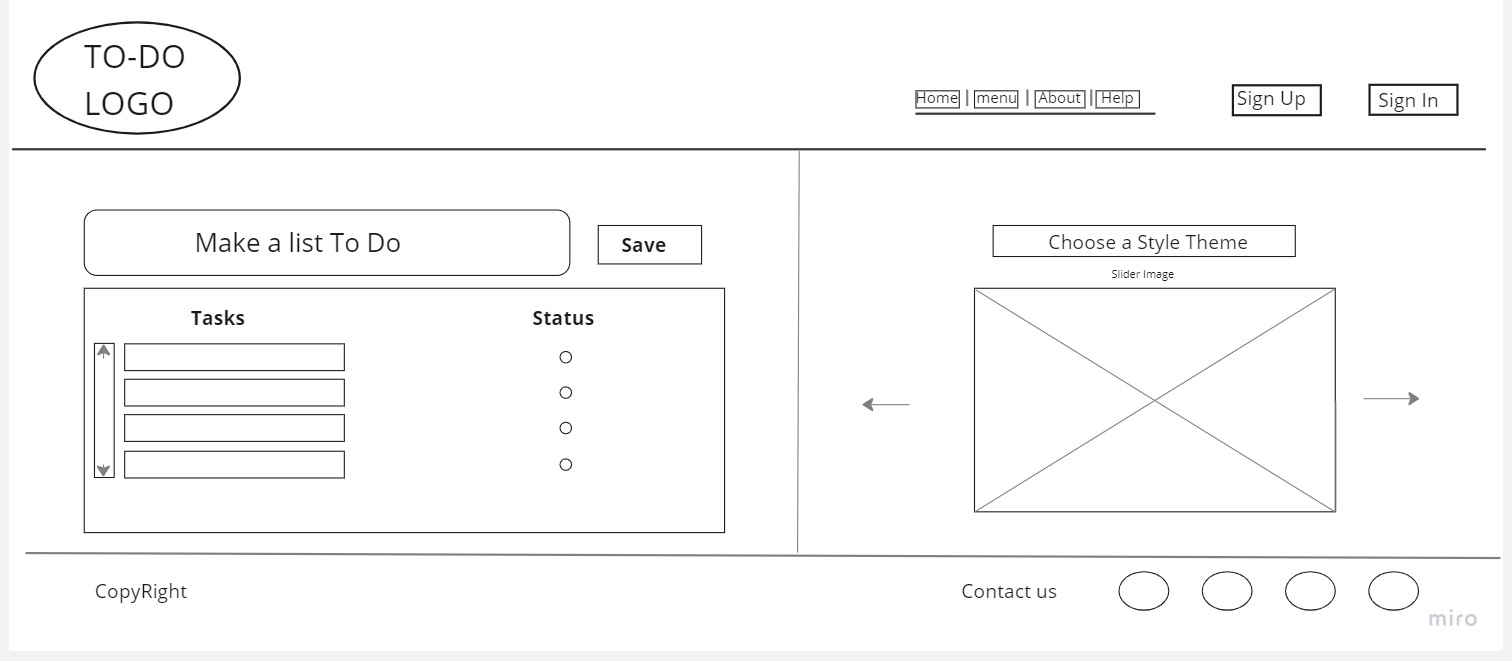 TO-DO
LOGO
Home | menu | About | Help
Sign Up
Sign In
Make a list To Do
Save
Choose a Style Theme
Slider Image
Tasks
Status
CopyRight
Contact us
miro